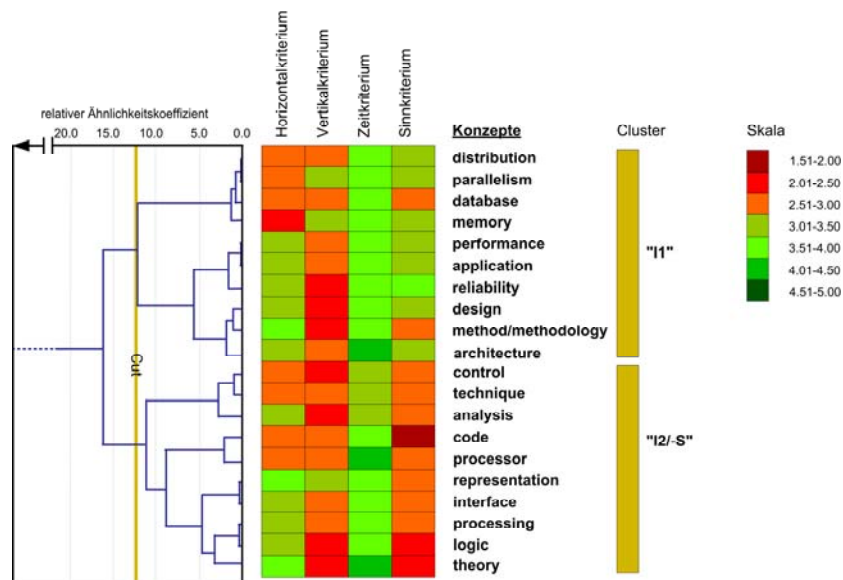 Horizontalkriterium
Vertikalkriterium
Zeitkriterium
Sinnkriterium
relativer Ähnlichkeitskoeffizient
20.0 15.0 10.0 5.0 0.0
Konzepte
Cluster
Skala
distribution
parallelism
database
memory
performance
application
reliability
design
method/methodology
architecture
control
technique
analysis
code
processor
representation
interface
processing
logic
theory
Cut
"I1"
"I2/-S"
1.51-2.00
2.01-2.50
2.51-3.00
3.01-3.50
3.51-4.00
4.01-4.50
4.51-5.00